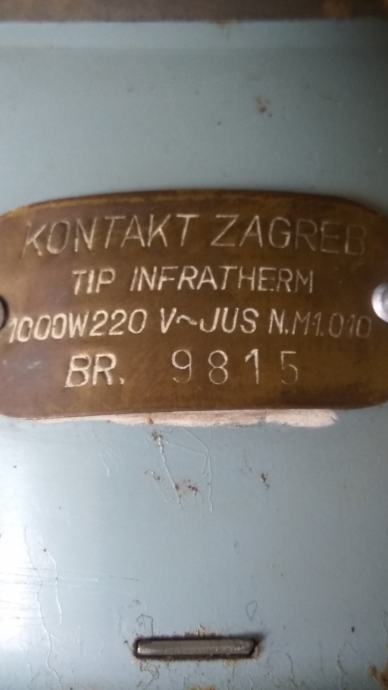 KONTAKT ZAGREB
TIP INFRATHERM
1000W220 V~JUS N.M1.010
BR. 9815